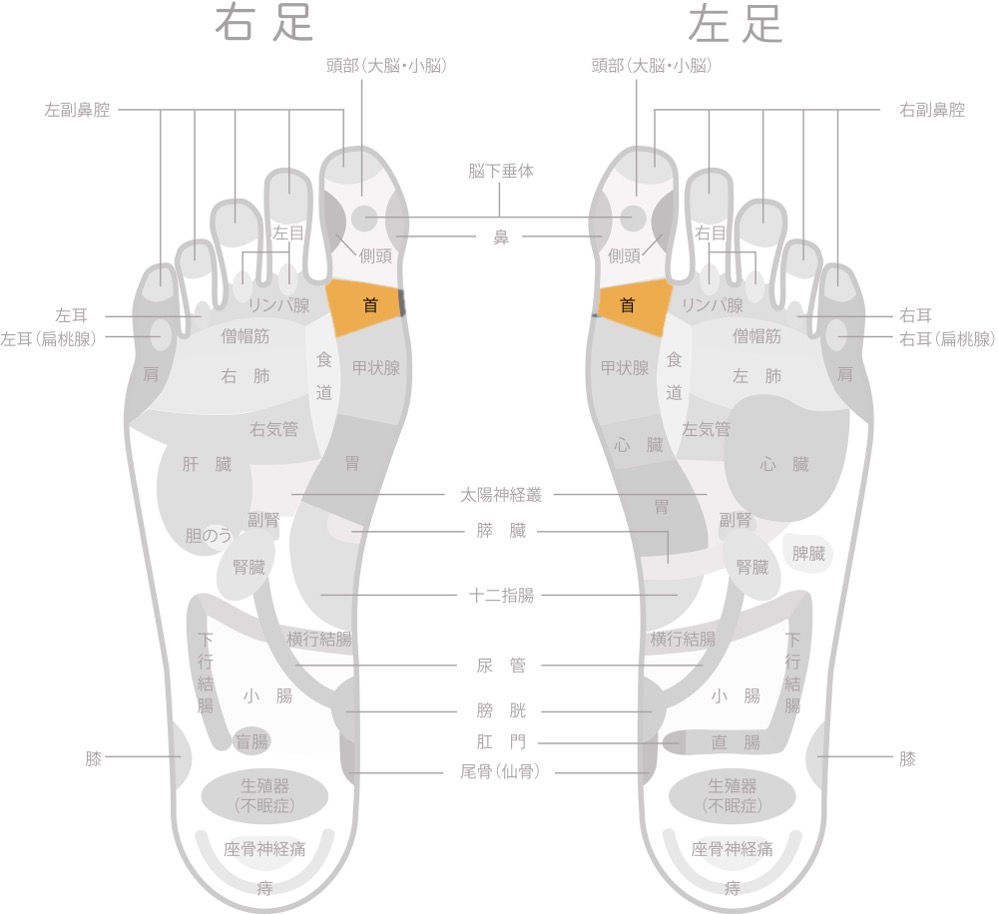 右足
左足
頭部（大脳・小脳）
頭部（大脳・小脳）
左副鼻腔
右副鼻腔
脳下垂体
左目
右目
鼻
側頭
側頭
リンパ腺
首
首
リンパ腺
左耳
右耳
左耳（扁桃腺）
僧帽筋
僧帽筋
右耳（扁桃腺）
肩
右 肺
食道
甲状腺
甲状腺
食道
左 肺
肩
右気管
左気管
肝 臓
胃
心 臓
心 臓
太陽神経叢
胃
副腎
副腎
胆のう
膵 臓
脾臓
腎臓
腎臓
十二指腸
下行結腸
横行結腸
横行結腸
下行結腸
尿 管
小 腸
小 腸
膀 胱
盲腸
肛 門
直 腸
膝
尾骨（仙骨）
膝
生殖器
（不眠症）
生殖器
（不眠症）
座骨神経痛
座骨神経痛
痔
痔